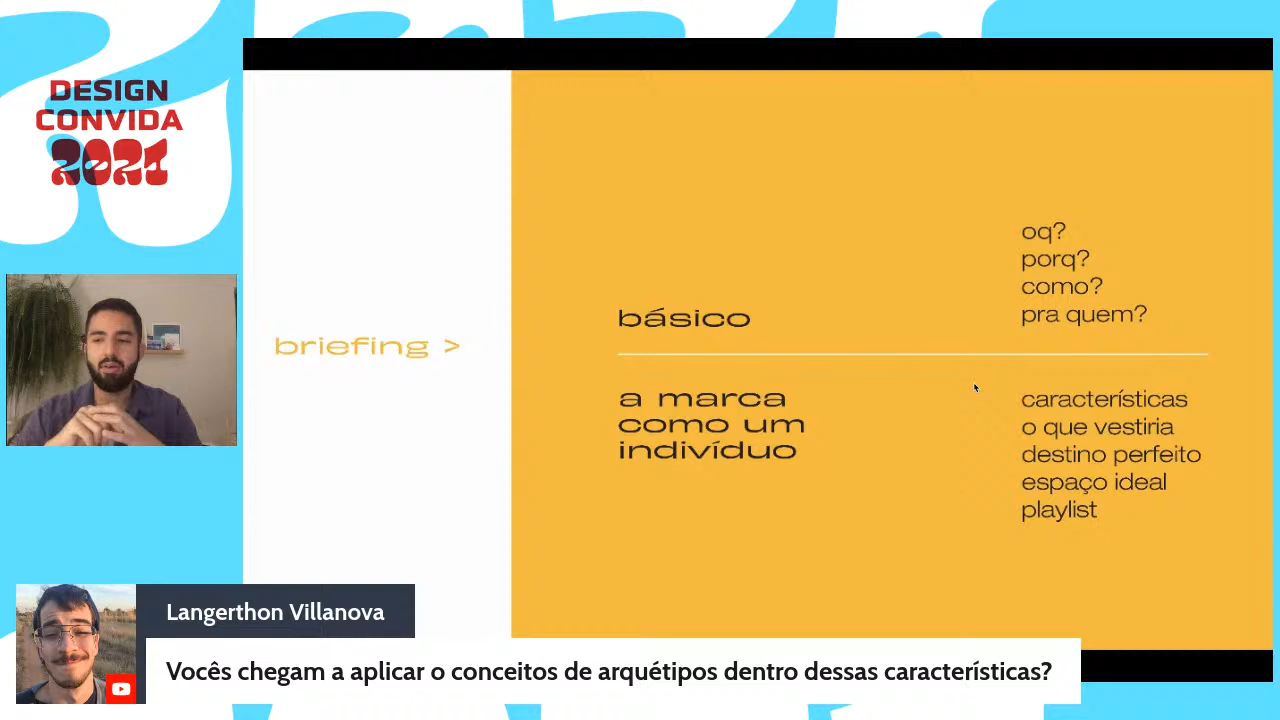 DESIGN
CONVIDA
2021
briefing >
básico
oq?
porq?
como?
pra quem?
a marca
como um
indivíduo
características
o que vestiria
destino perfeito
espaço ideal
playlist
Langerthon Villanova
Vocês chegam a aplicar o conceitos de arquétipos dentro dessas características?